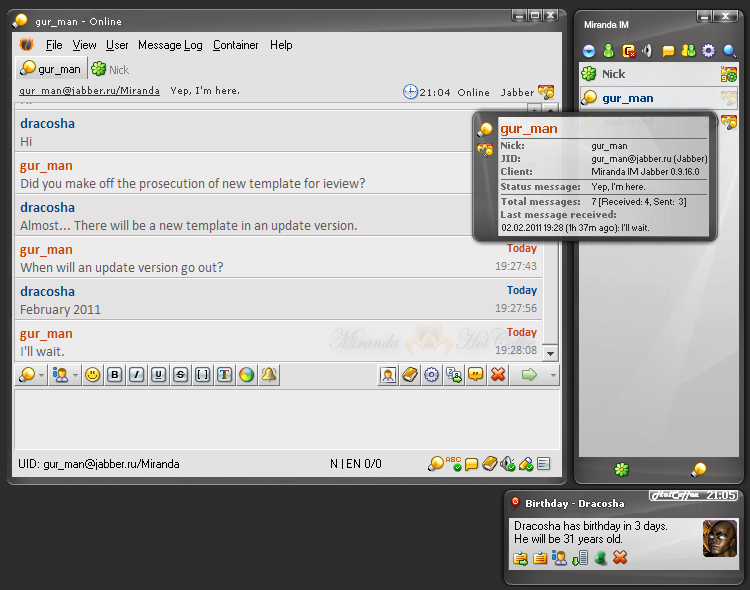 gur_man - Online
File View User Message Log Container Help
gur_man Nick
gur_man@jabber.ru/Miranda Yep, I'm here. 21:04 Online Jabber
dracosha
Hi
gur_man
Did you make off the prosecution of new template for ieview?
dracosha
Almost... There will be a new template in an update version.
gur_man Today
When will an update version go out? 19:27:43
dracosha Today
February 2011 19:27:56
gur_man Today
I'll wait. 19:28:08
Miranda HotCoffee
B I U S [·] T
UID: gur_man@jabber.ru/Miranda N | EN 0/0
ABC
Miranda IM
Nick
gur_man
gur_man
Nick: gur_man
JID: gur_man@jabber.ru (Jabber)
Client: Miranda IM Jabber 0.9.16.0
Status message: Yep, I'm here.
Total messages: 7 [Received: 4, Sent: 3]
Last message received:
02.02.2011 19:28 (1h 37m ago): I'll wait.
HotCoffee 21:05
Birthday - Dracosha
Dracosha has birthday in 3 days.
He will be 31 years old.